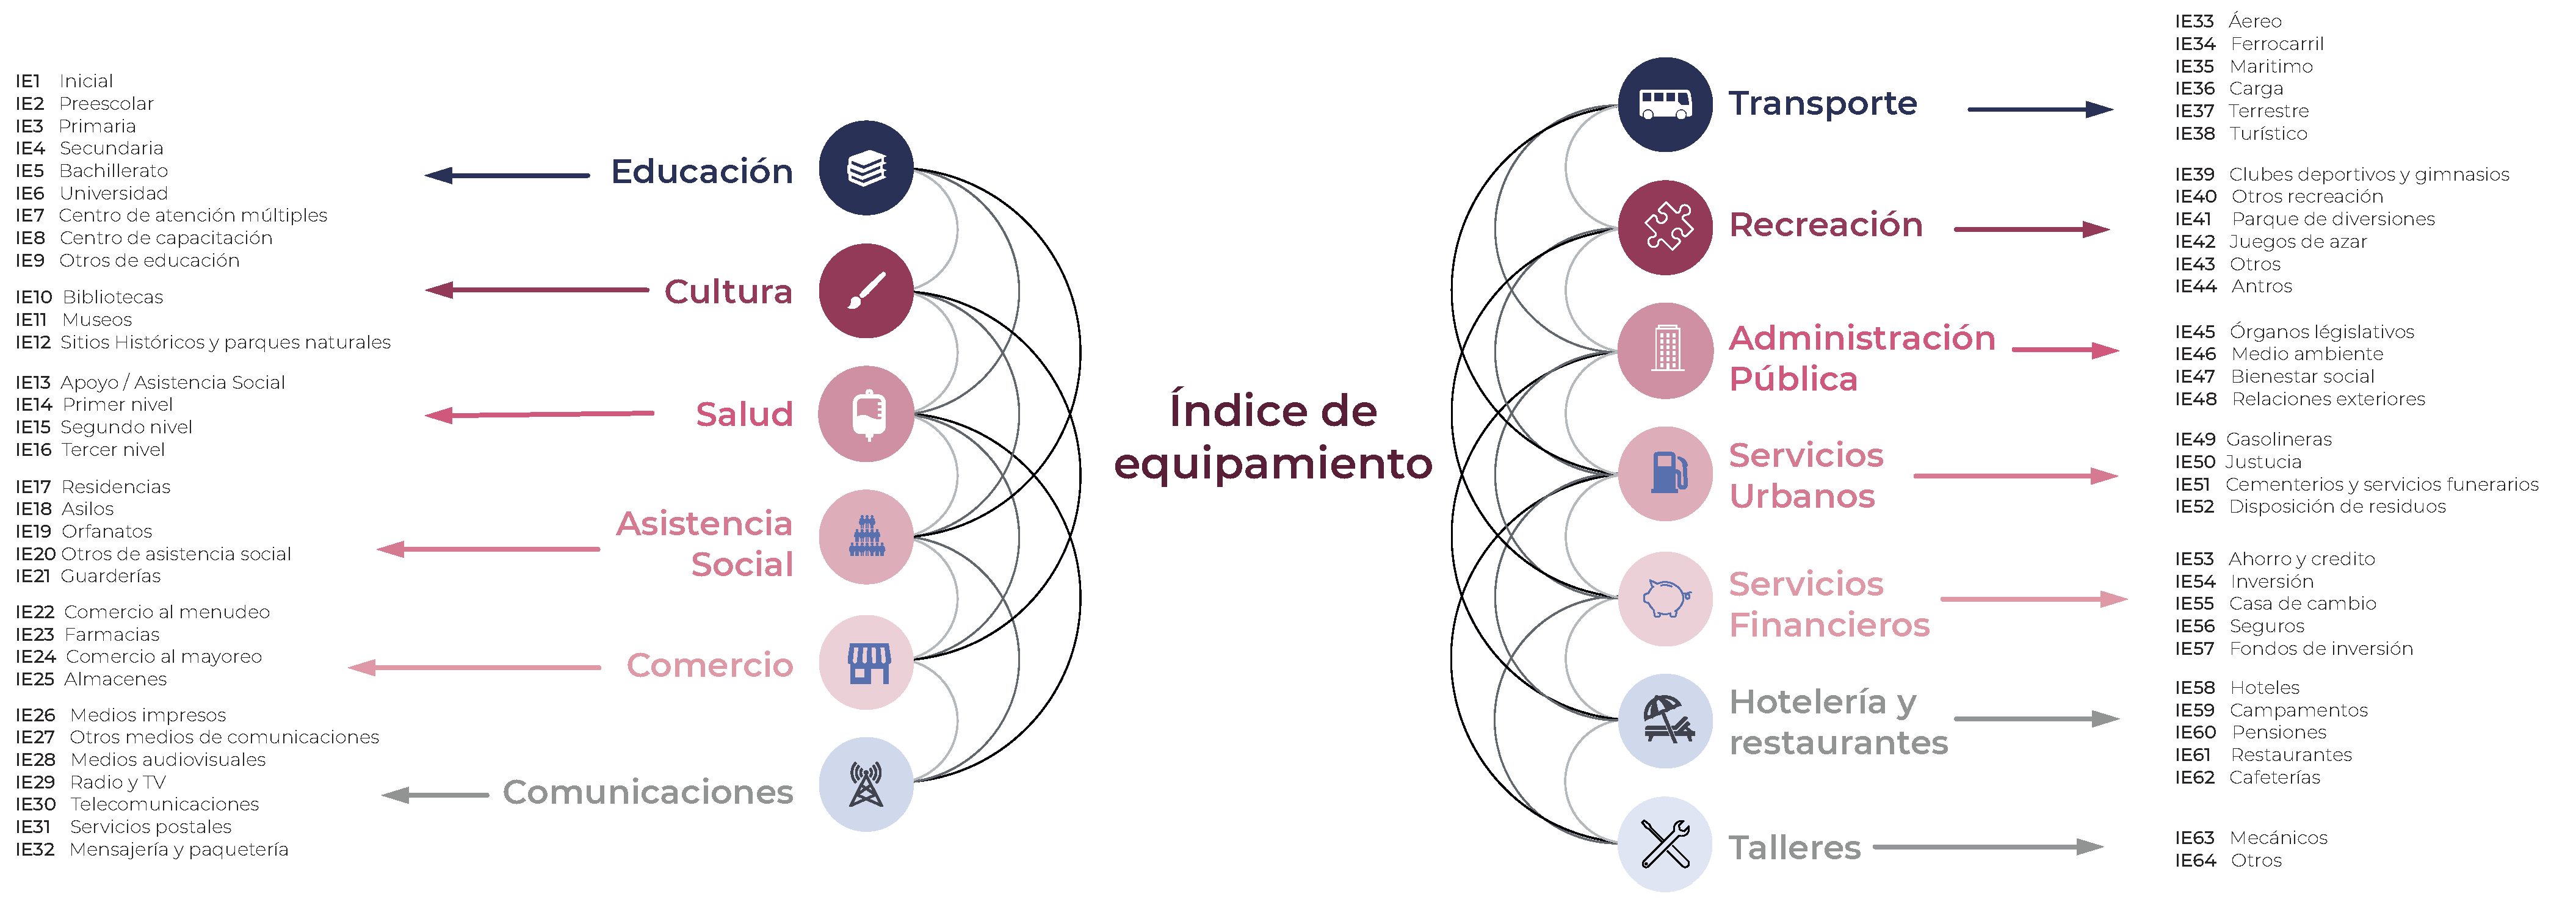 IE1 Inicial
IE2 Preescolar
IE3 Primaria
IE4 Secundaria
IE5 Bachillerato
IE6 Universidad
IE7 Centro de atención múltiples
IE8 Centro de capacitación
IE9 Otros de educación
Educación
IE10 Bibliotecas
IE11 Museos
IE12 Sitios Históricos y parques naturales
Cultura
IE13 Apoyo / Asistencia Social
IE14 Primer nivel
IE15 Segundo nivel
IE16 Tercer nivel
Salud
IE17 Residencias
IE18 Asilos
IE19 Orfanatos
IE20 Otros de asistencia social
IE21 Guarderías
Asistencia
Social
IE22 Comercio al menudeo
IE23 Farmacias
IE24 Comercio al mayoreo
IE25 Almacenes
Comercio
IE26 Medios impresos
IE27 Otros medios de comunicaciones
IE28 Medios audiovisuales
IE29 Radio y TV
IE30 Telecomunicaciones
IE31 Servicios postales
IE32 Mensajería y paquetería
Comunicaciones
Índice de
equipamiento
Transporte
IE33 Áereo
IE34 Ferrocarril
IE35 Maritimo
IE36 Carga
IE37 Terrestre
IE38 Turístico
Recreación
IE39 Clubes deportivos y gimnasios
IE40 Otros recreación
IE41 Parque de diversiones
IE42 Juegos de azar
IE43 Otros
IE44 Antros
Administración
Pública
IE45 Órganos législativos
IE46 Medio ambiente
IE47 Bienestar social
IE48 Relaciones exteriores
Servicios
Urbanos
IE49 Gasolineras
IE50 Justucia
IE51 Cementerios y servicios funerarios
IE52 Disposición de residuos
Servicios
Financieros
IE53 Ahorro y credito
IE54 Inversión
IE55 Casa de cambio
IE56 Seguros
IE57 Fondos de inversión
Hotelería y
restaurantes
IE58 Hoteles
IE59 Campamentos
IE60 Pensiones
IE61 Restaurantes
IE62 Cafeterías
Talleres
IE63 Mecánicos
IE64 Otros